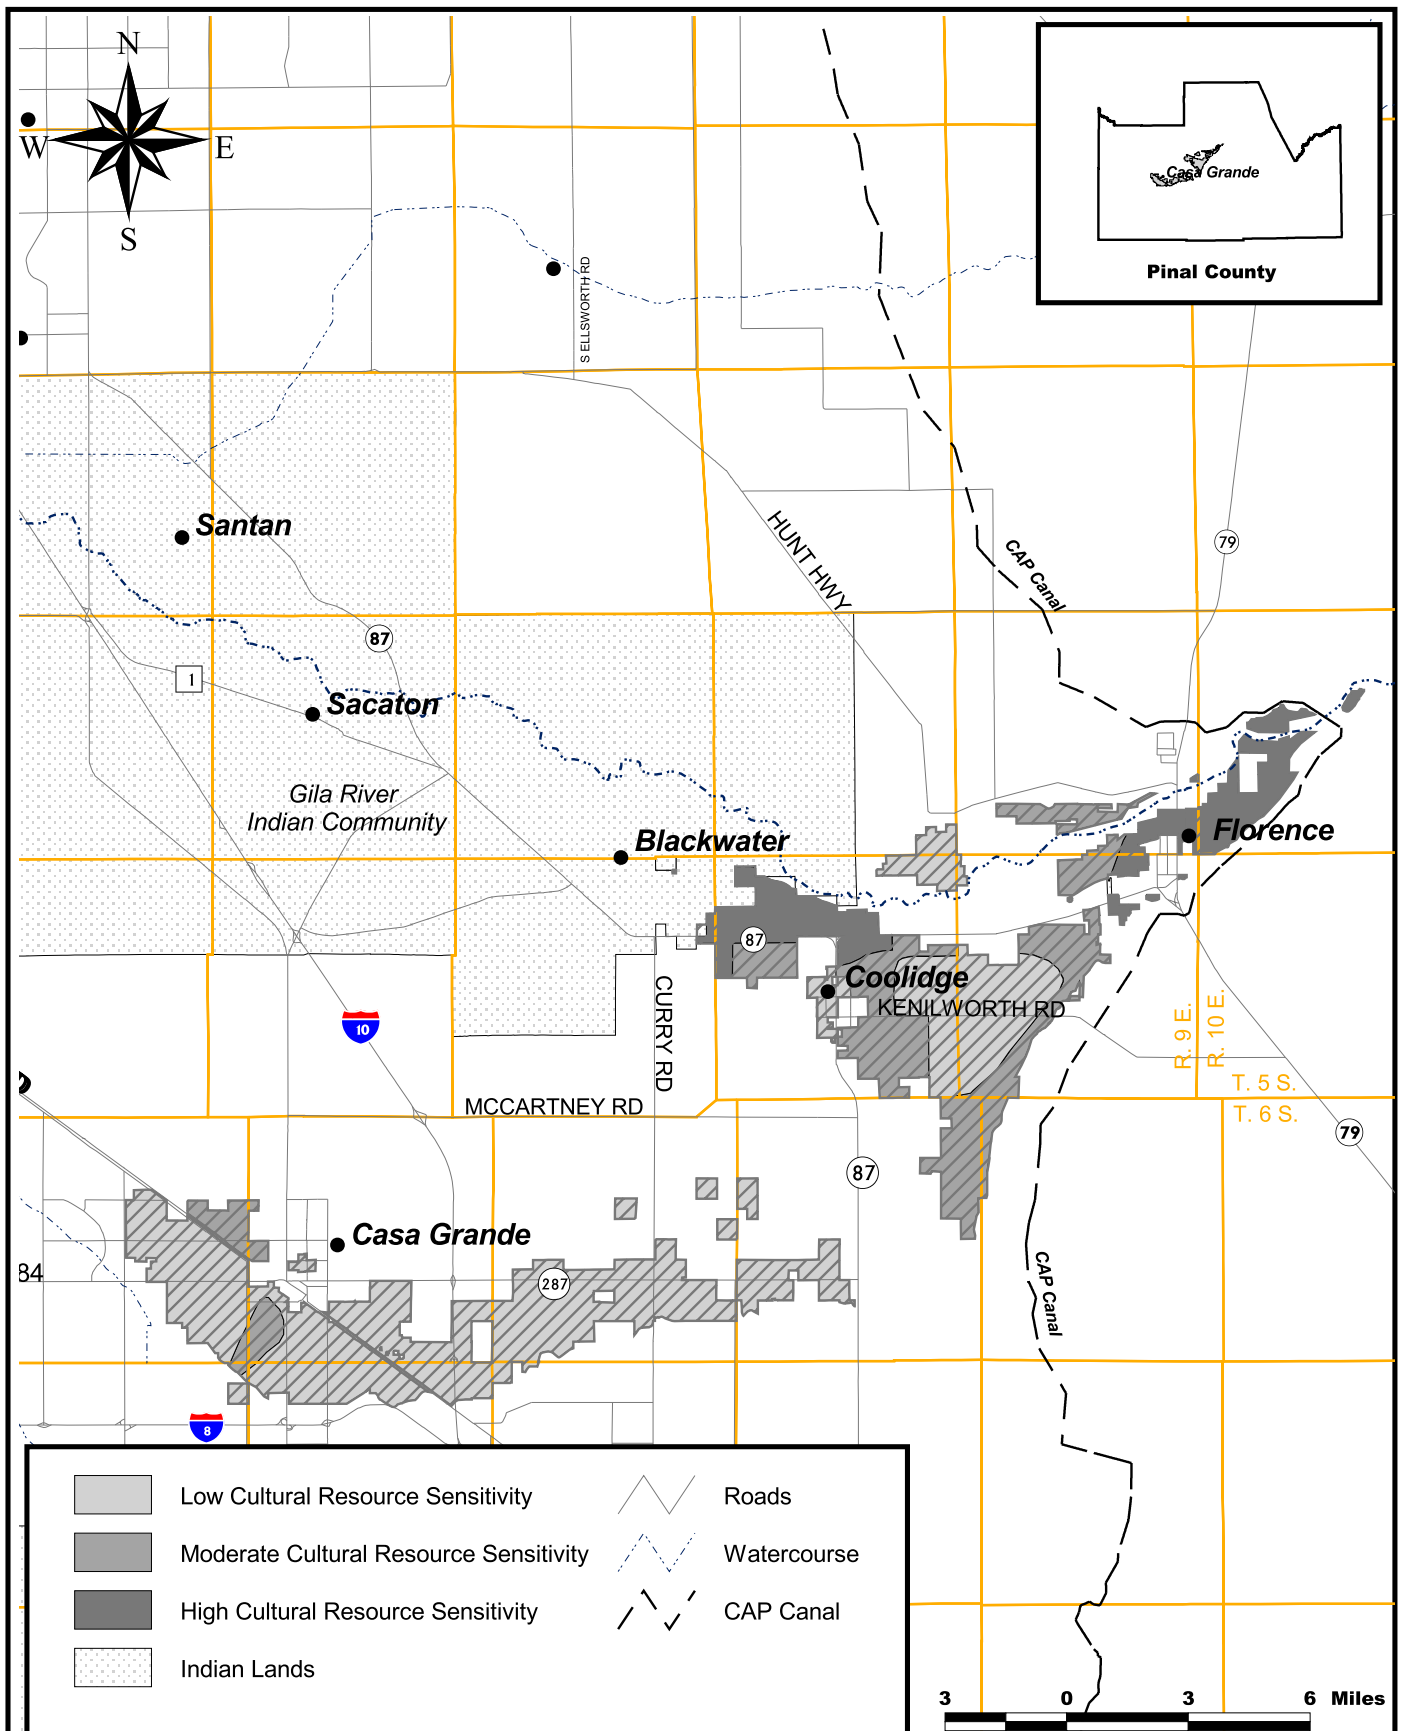 N
W
E
S
Casa Grande
Pinal County
S ELLSWORTH RD
Santan
HUNT HWY
CAP Canal
79
87
1
Sacaton
Gila River
Indian Community
Blackwater
Florence
87
Coolidge
KENILWORTH RD
CURRY RD
10
R. 9 E.
R. 10 E.
T. 5 S.
T. 6 S.
MCCARTNEY RD
79
87
Casa Grande
CAP Canal
84
287
8
Low Cultural Resource Sensitivity
Moderate Cultural Resource Sensitivity
High Cultural Resource Sensitivity
Indian Lands
Roads
Watercourse
CAP Canal
3 0 3 6 Miles